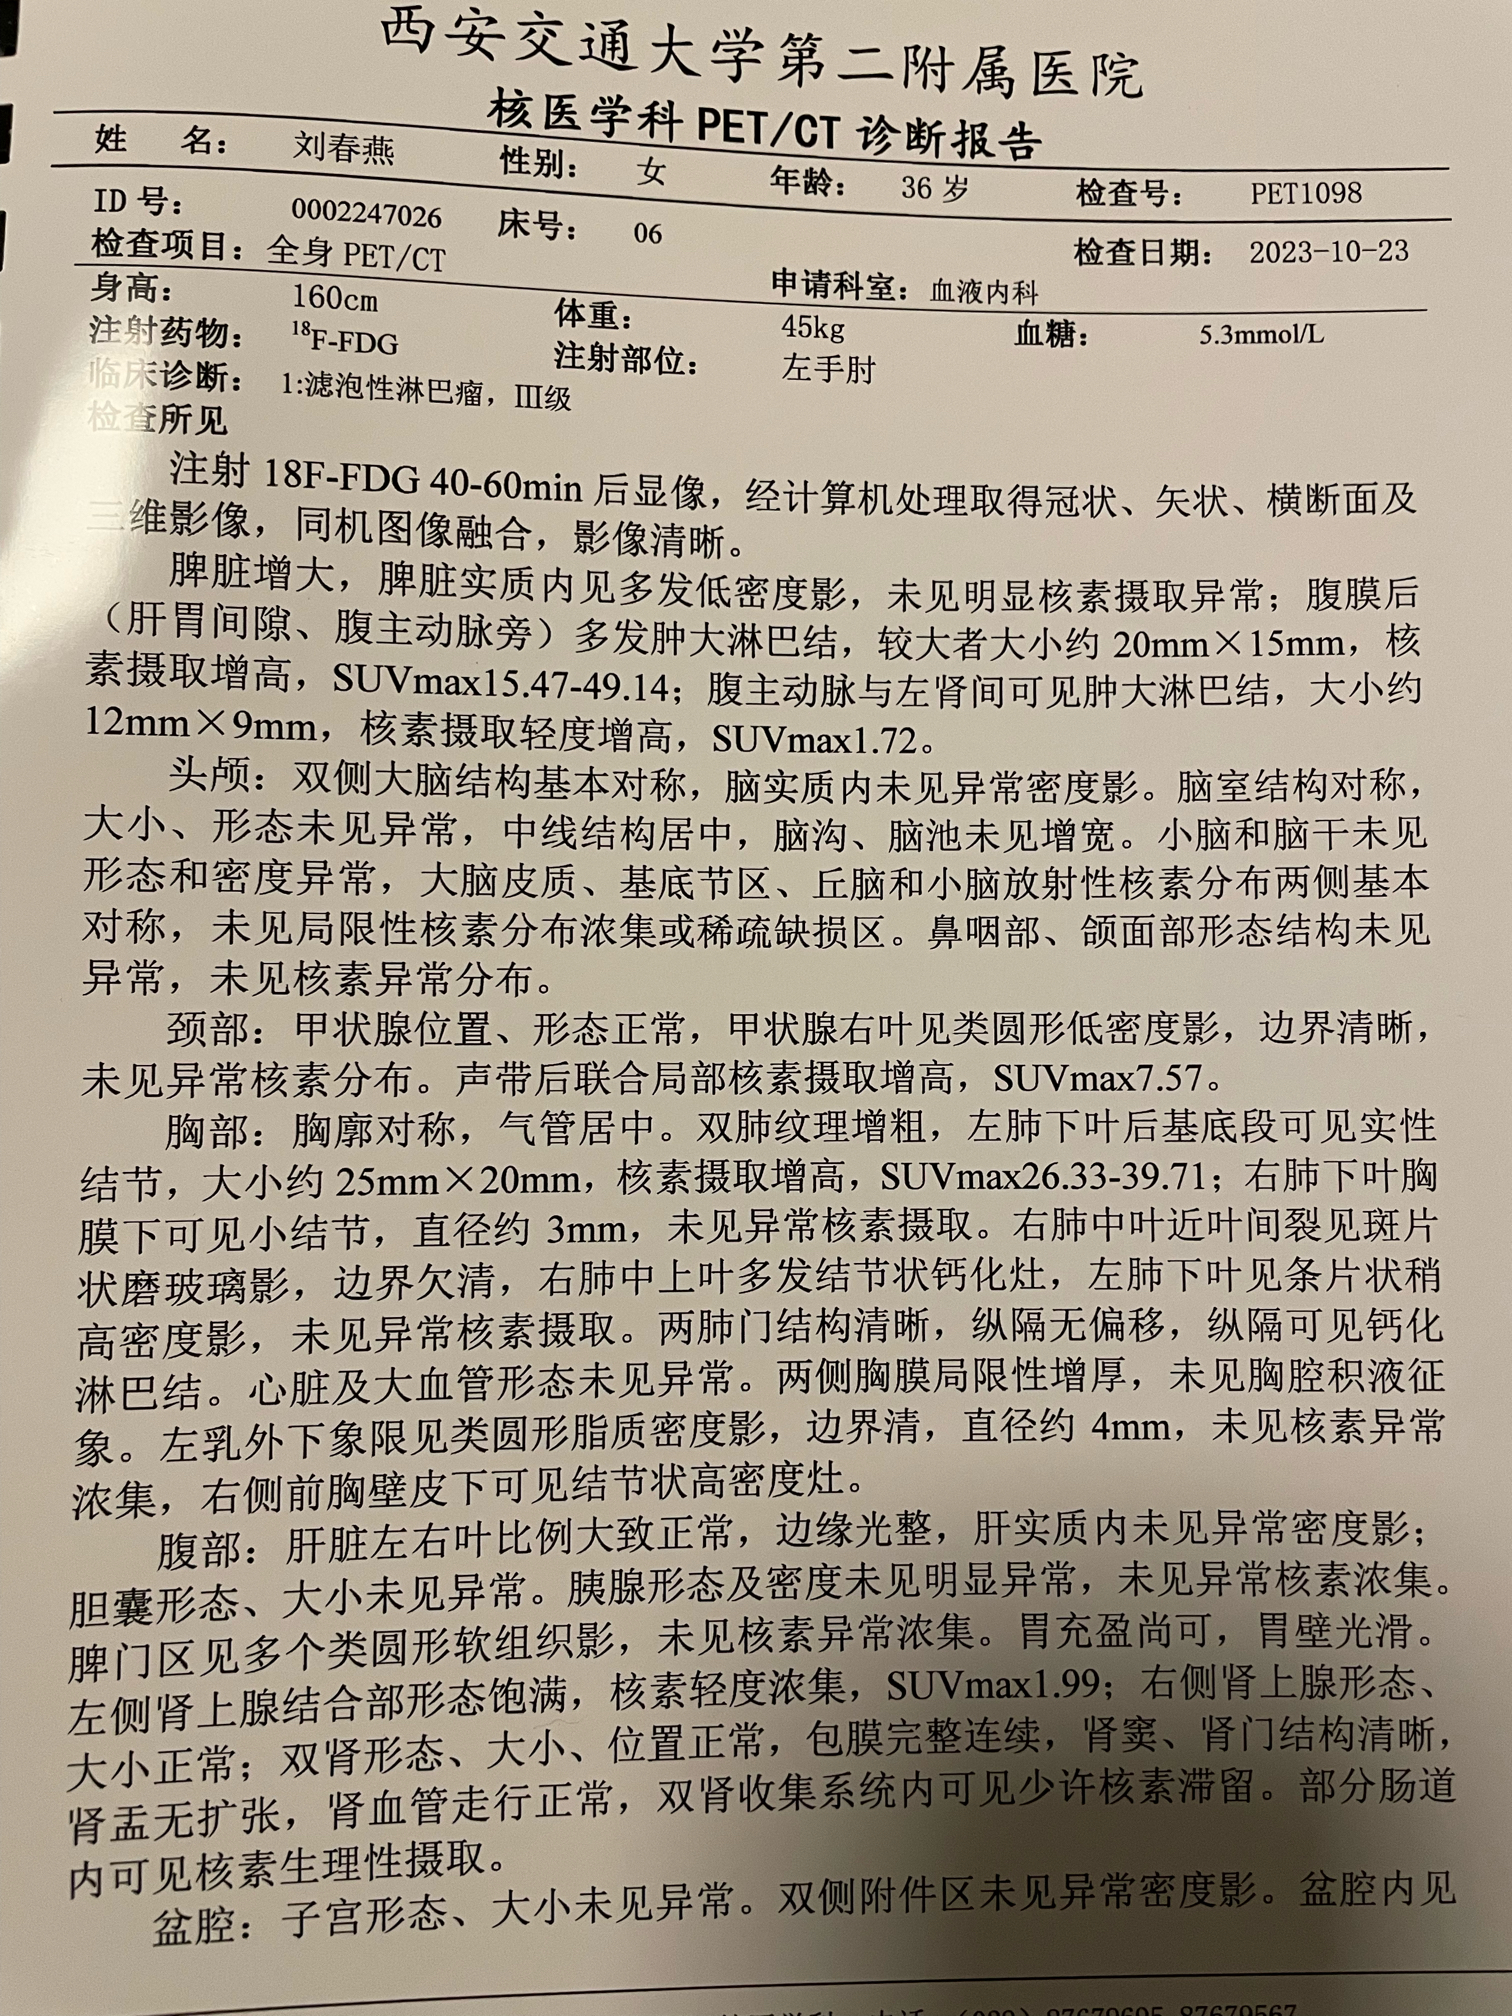 西安交通大学第二附属医院
核医学科 PET/CT 诊断报告
姓 名： 刘春燕 性别： 女 年龄： 36 岁 检查号： PET1098
ID 号： 0002247026 床号： 06 检查日期： 2023-10-23
检查项目：全身 PET/CT 申请科室：血液内科
身高： 160cm 体重： 45kg 血糖： 5.3mmol/L
注射药物： 18F-FDG 注射部位： 左手肘
临床诊断： 1:滤泡性淋巴瘤，Ⅲ级
检查所见
注射 18F-FDG 40-60min 后显像，经计算机处理取得冠状、矢状、横断面及
三维影像，同机图像融合，影像清晰。
脾脏增大，脾脏实质内见多发低密度影，未见明显核素摄取异常；腹膜后
（肝胃间隙、腹主动脉旁）多发肿大淋巴结，较大者大小约 20mm×15mm，核
素摄取增高，SUVmax15.47-49.14；腹主动脉与左肾间可见肿大淋巴结，大小约
12mm×9mm，核素摄取轻度增高，SUVmax1.72。
头颅：双侧大脑结构基本对称，脑实质内未见异常密度影。脑室结构对称，
大小、形态未见异常，中线结构居中，脑沟、脑池未见增宽。小脑和脑干未见
形态和密度异常，大脑皮质、基底节区、丘脑和小脑放射性核素分布两侧基本
对称，未见局限性核素分布浓集或稀疏缺损区。鼻咽部、颌面部形态结构未见
异常，未见核素异常分布。
颈部：甲状腺位置、形态正常，甲状腺右叶见类圆形低密度影，边界清晰，
未见异常核素分布。声带后联合局部核素摄取增高，SUVmax7.57。
胸部：胸廓对称，气管居中。双肺纹理增粗，左肺下叶后基底段可见实性
结节，大小约 25mm×20mm，核素摄取增高，SUVmax26.33-39.71；右肺下叶胸
膜下可见小结节，直径约 3mm，未见异常核素摄取。右肺中叶近叶间裂见斑片
状磨玻璃影，边界欠清，右肺中上叶多发结节状钙化灶，左肺下叶见条片状稍
高密度影，未见异常核素摄取。两肺门结构清晰，纵隔无偏移，纵隔可见钙化
淋巴结。心脏及大血管形态未见异常。两侧胸膜局限性增厚，未见胸腔积液征
象。左乳外下象限见类圆形脂质密度影，边界清，直径约 4mm，未见核素异常
浓集，右侧前胸壁皮下可见结节状高密度灶。
腹部：肝脏左右叶比例大致正常，边缘光整，肝实质内未见异常密度影；
胆囊形态、大小未见异常。胰腺形态及密度未见明显异常，未见异常核素浓集。
脾门区见多个类圆形软组织影，未见核素异常浓集。胃充盈尚可，胃壁光滑。
左侧肾上腺结合部形态饱满，核素轻度浓集，SUVmax1.99；右侧肾上腺形态、
大小正常；双肾形态、大小、位置正常，包膜完整连续，肾窦、肾门结构清晰，
肾盂无扩张，肾血管走行正常，双肾收集系统内可见少许核素滞留。部分肠道
内可见核素生理性摄取。
盆腔：子宫形态、大小未见异常。双侧附件区未见异常密度影。盆腔内见